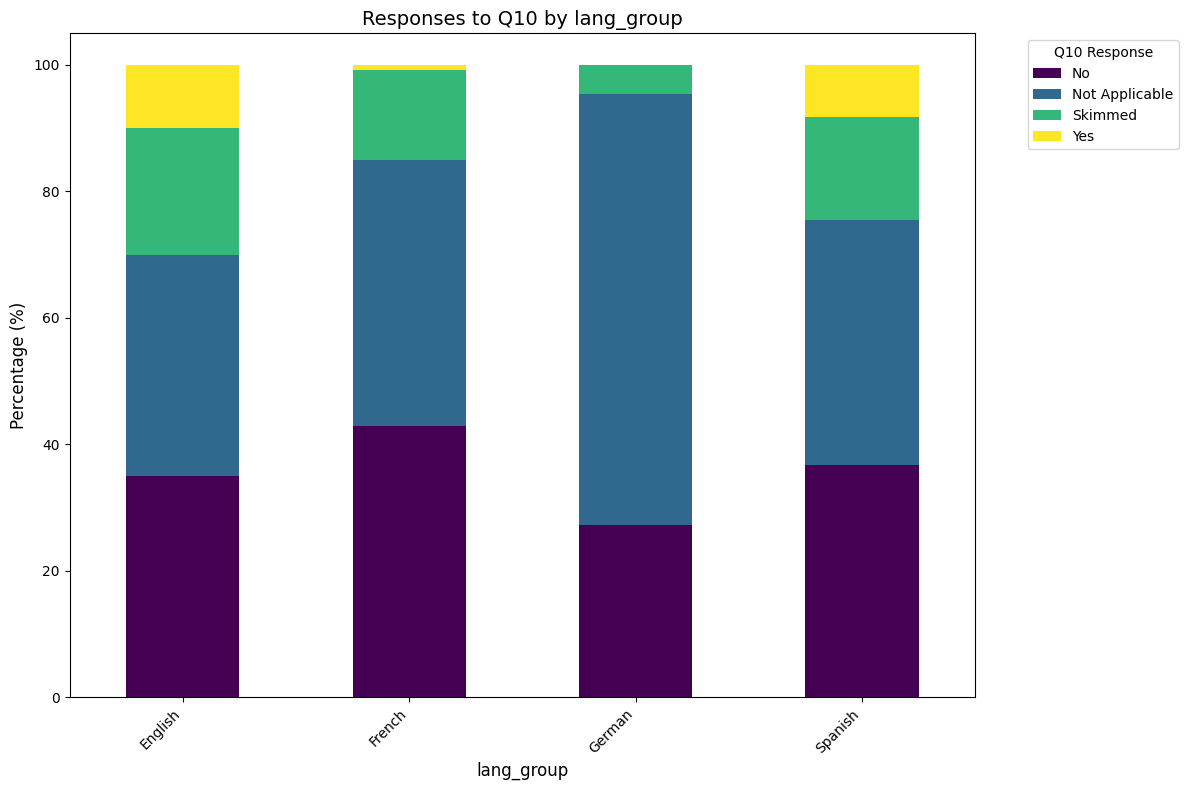 Responses to Q10 by lang_group
Q10 Response
No
Not Applicable
Skimmed
Yes
Percentage (%)
100
80
60
40
20
0
English
French
German
Spanish
lang_group